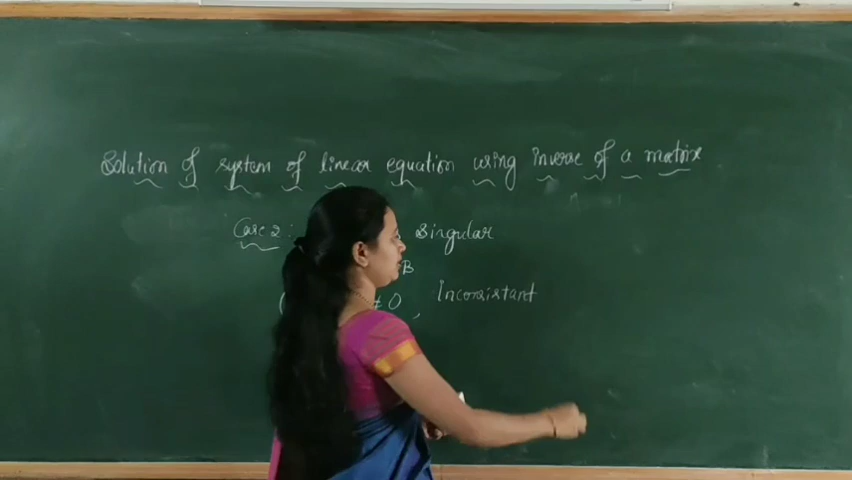 Solution of system of linear equation using inverse of a matrix
Case 2: Singular
B
( ≠ 0, Inconsistant